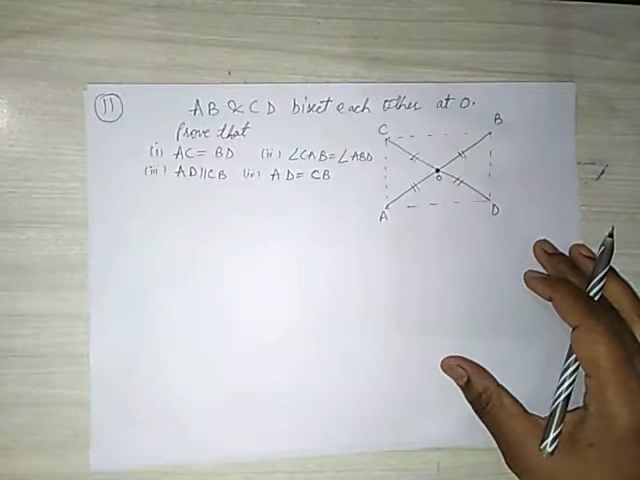 11
AB & CD bisect each other at O.
Prove that
(i) AC = BD (ii) ∠CAB = ∠ABD
(iii) AD || CB (iv) AD = CB
C B
O
A D